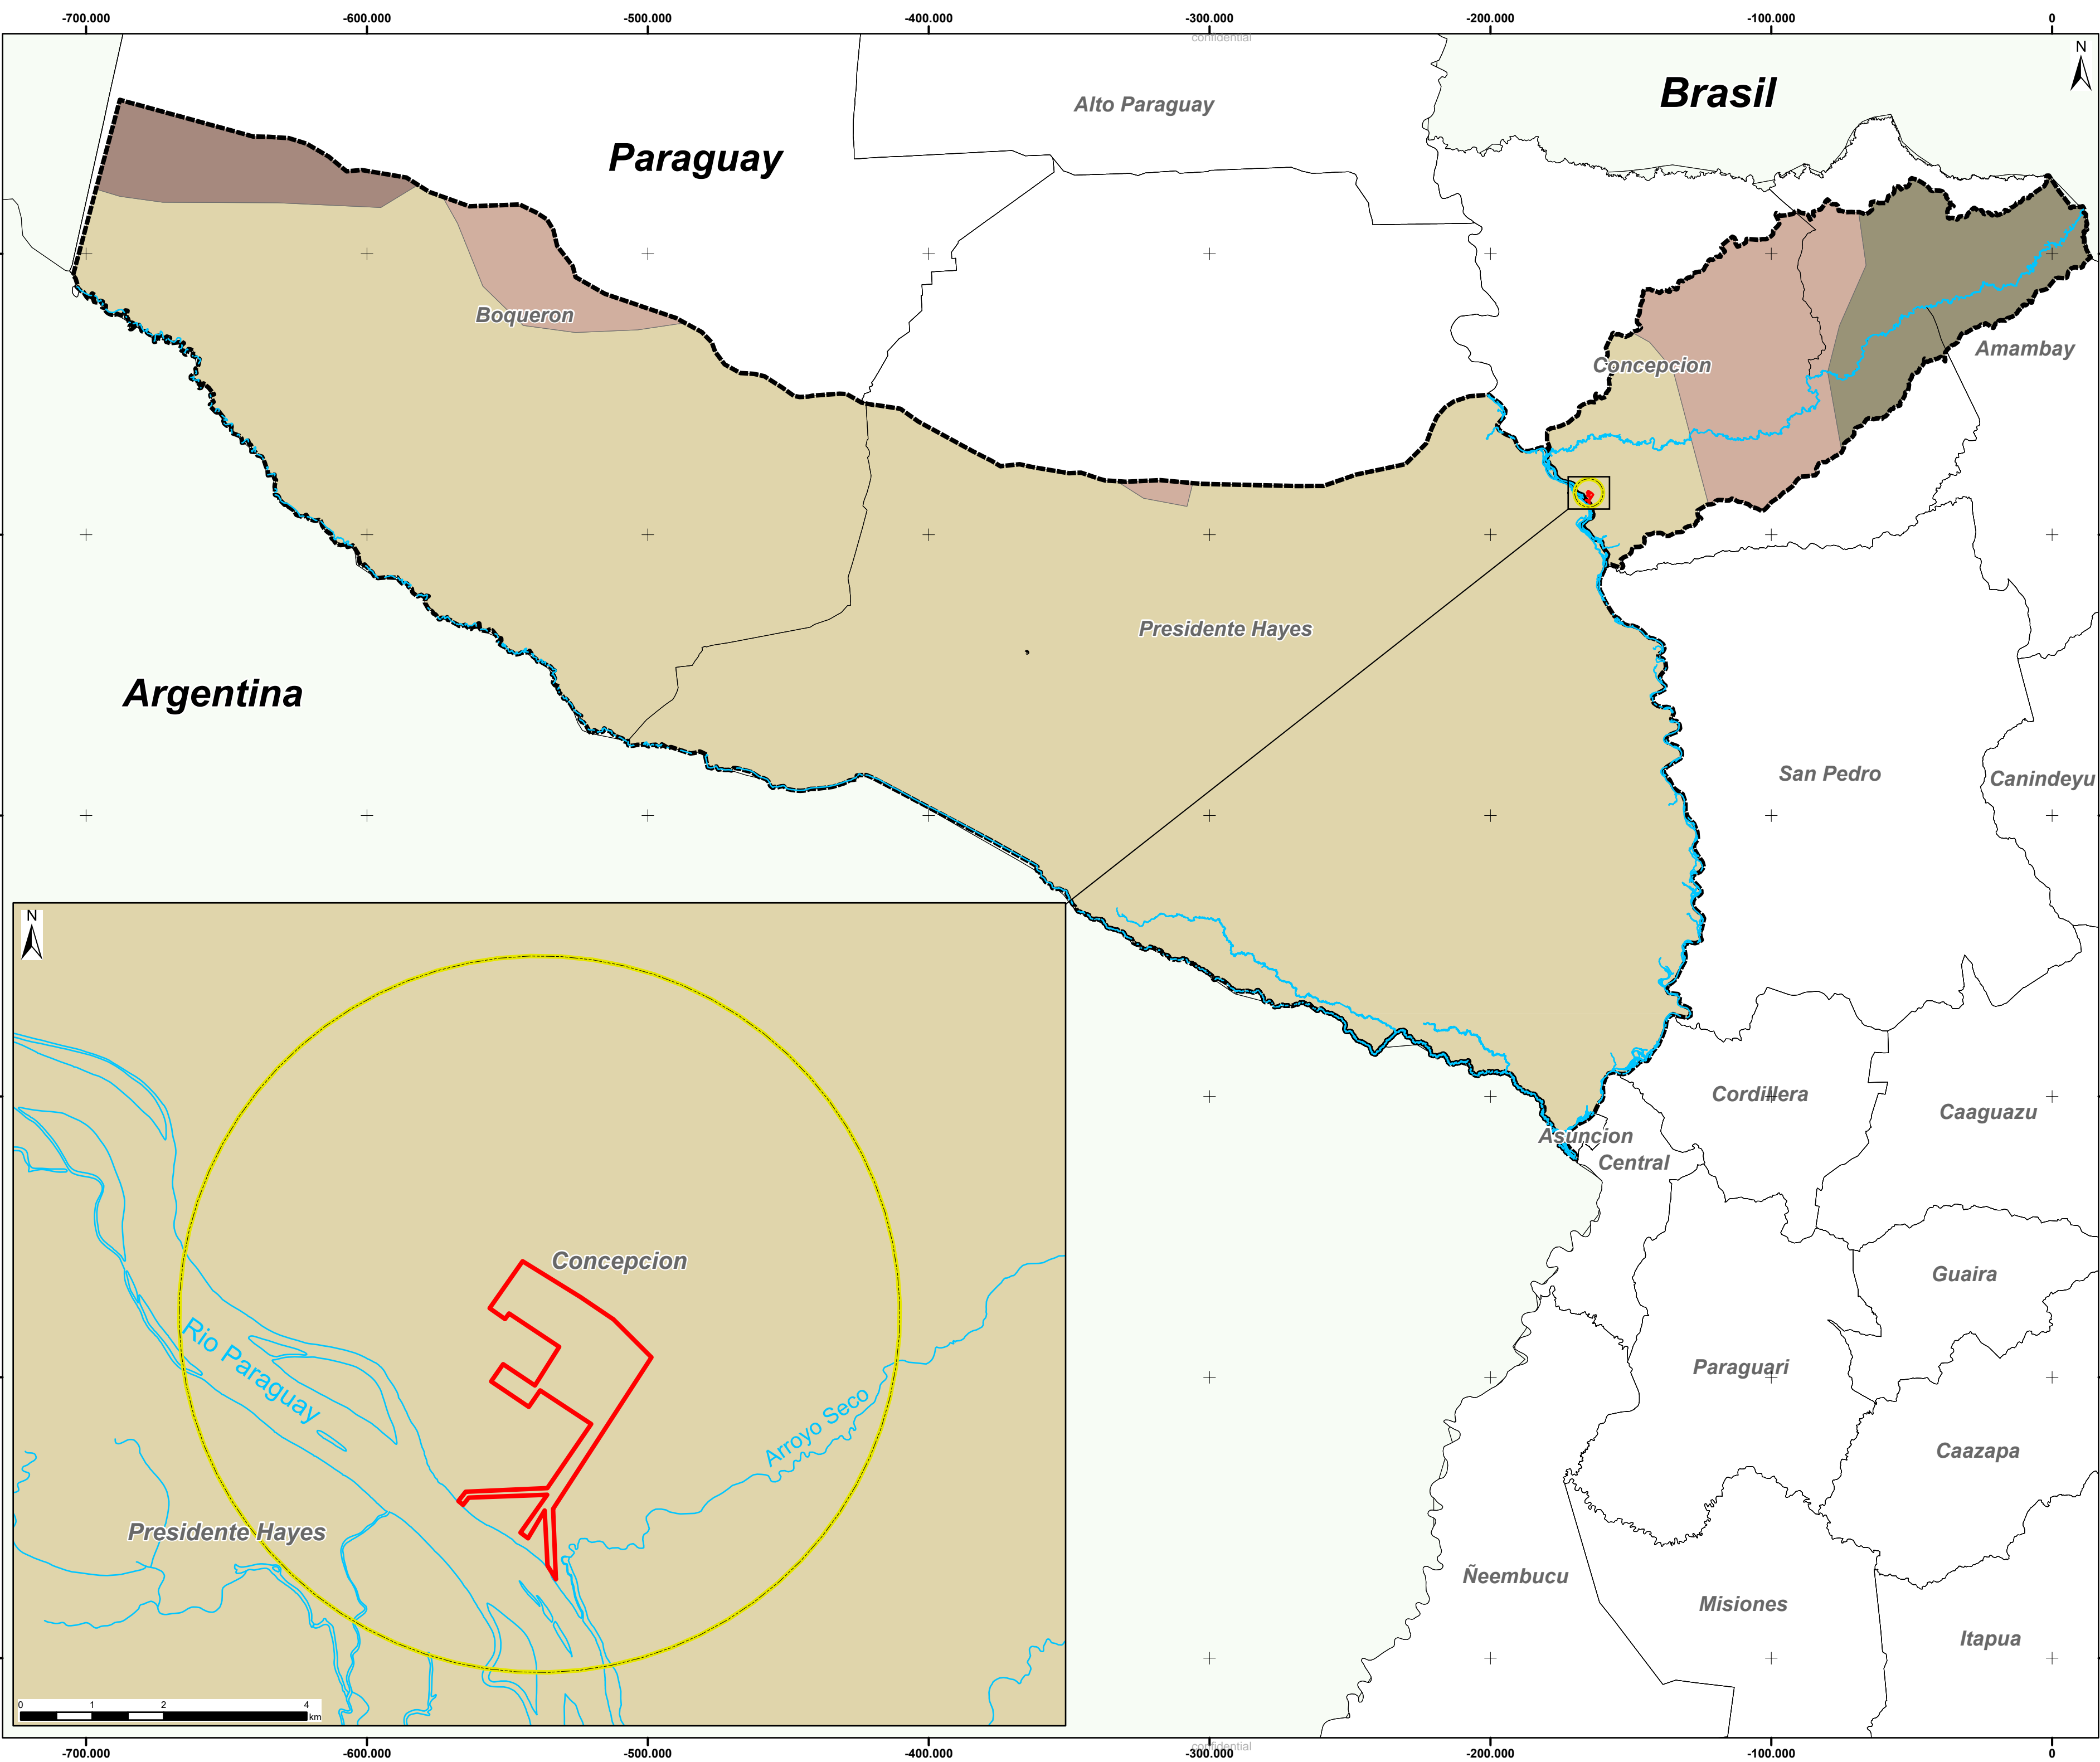 -700.000 -600.000 -500.000 -400.000 -300.000 -200.000 -100.000 0
confidential
N
Brasil
Alto Paraguay
Paraguay
Boqueron
Amambay
Concepcion
Presidente Hayes
Argentina
San Pedro
Canindeyu
Cordillera
Caaguazu
Asuncion
Central
Guaira
Paraguari
Caazapa
Ñeembucu
Misiones
Itapua
N
Concepcion
Rio Paraguay
Arroyo Seco
Presidente Hayes
0 1 2 4
km
confidential
-700.000 -600.000 -500.000 -400.000 -300.000 -200.000 -100.000 0